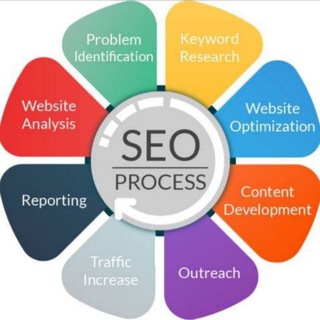 SEO
PROCESS
Problem
Identification
Keyword
Research
Website
Optimization
Content
Development
Outreach
Traffic
Increase
Reporting
Website
Analysis